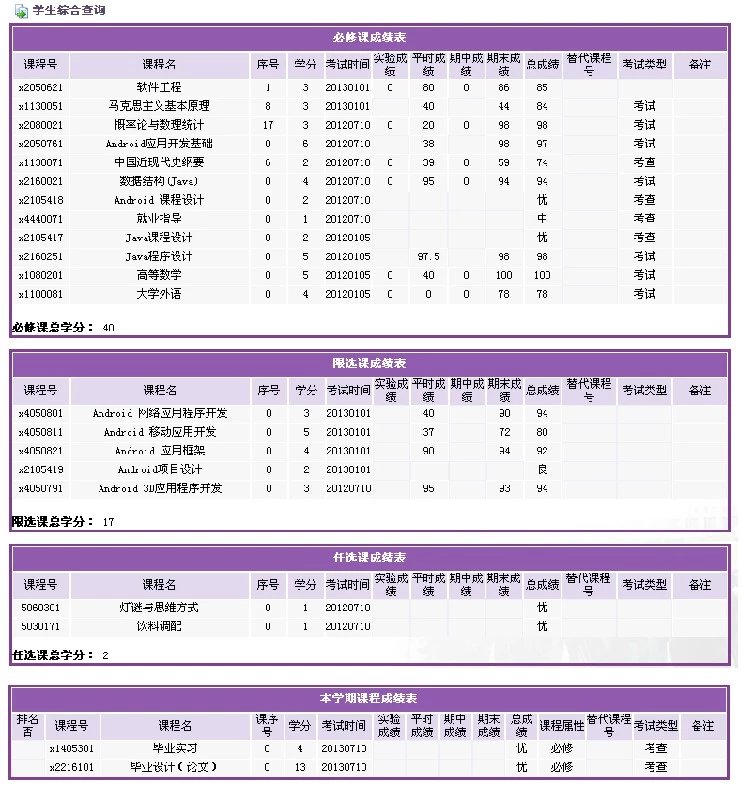 学生综合查询
必修课成绩表
课程号 课程名 序号 学分 考试时间 实验成绩 平时成绩 期中成绩 期末成绩 总成绩 替代课程号 考试类型 备注
x2050621 软件工程 1 3 20130101 0 80 0 86 85
x1130051 马克思主义基本原理 8 3 20130101 40 44 84 考试
x2080021 概率论与数理统计 17 3 20120710 0 20 0 98 98 考试
x2050761 Android应用开发基础 0 6 20120710 38 98 97 考试
x1130071 中国近现代史纲要 6 2 20120710 0 39 0 59 74 考查
x2160021 数据结构(Java) 0 4 20120710 0 95 0 94 94 考试
x2105418 Android 课程设计 0 2 20120710 优 考查
x4440071 就业指导 0 1 20120710 中 考查
x2105417 Java课程设计 0 2 20120105 优 考查
x2160251 Java程序设计 0 5 20120105 97.5 98 98 考试
x1080201 高等数学 0 5 20120105 0 40 0 100 100 考试
x1100081 大学外语 0 4 20120105 0 0 0 78 78 考试
必修课总学分： 40
限选课成绩表
课程号 课程名 序号 学分 考试时间 实验成绩 平时成绩 期中成绩 期末成绩 总成绩 替代课程号 考试类型 备注
x4050801 Android 网络应用程序开发 0 3 20130101 40 90 94
x4050811 Android 移动应用开发 0 5 20130101 37 72 80
x4050821 Android 应用框架 0 4 20130101 90 94 92
x2105419 Android项目设计 0 2 20130101 良
x4050791 Android 3D应用程序开发 0 3 20120710 95 93 94
限选课总学分： 17
任选课成绩表
课程号 课程名 序号 学分 考试时间 实验成绩 平时成绩 期中成绩 期末成绩 总成绩 替代课程号 考试类型 备注
5060301 灯谜与思维方式 0 1 20120710 优
5030171 饮料调配 0 1 20120710 优
任选课总学分： 2
本学期课程成绩表
排名否 课程号 课程名 课序号 学分 考试时间 实验成绩 平时成绩 期中成绩 期末成绩 总成绩 课程属性 替代课程号 考试类型 备注
x1405301 毕业实习 0 4 20130710 优 必修 考查
x2216101 毕业设计（论文） 0 13 20130710 优 必修 考查